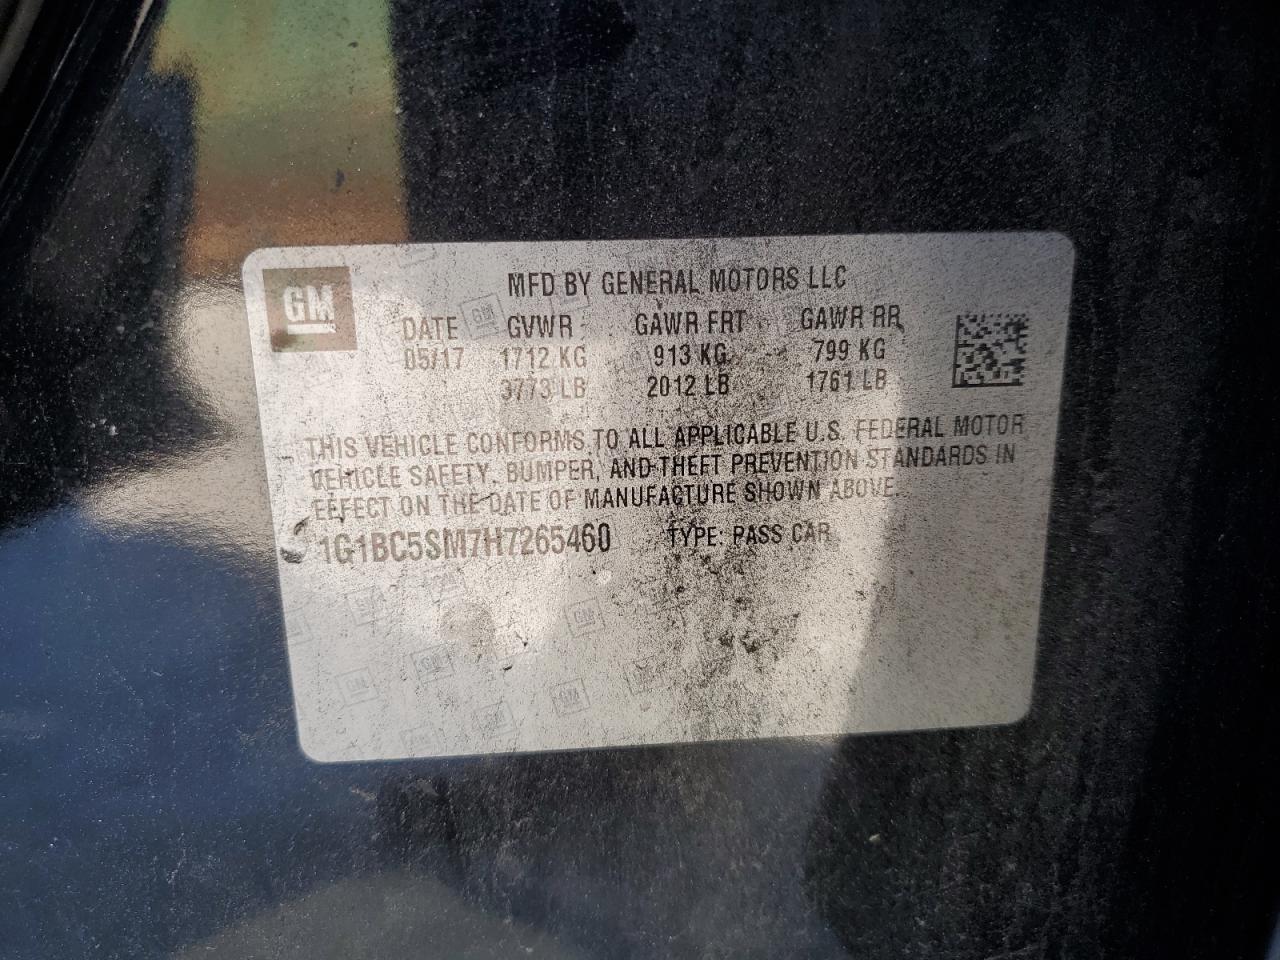 GM
MFD BY GENERAL MOTORS LLC
DATE GVWR GAWR FRT GAWR RR
05/17 1712 KG 913 KG 799 KG
3773 LB 2012 LB 1761 LB
THIS VEHICLE CONFORMS TO ALL APPLICABLE U.S. FEDERAL MOTOR
VEHICLE SAFETY, BUMPER, AND THEFT PREVENTION STANDARDS IN
EFFECT ON THE DATE OF MANUFACTURE SHOWN ABOVE.
1G1BC5SM7H7265460 TYPE: PASS CAR